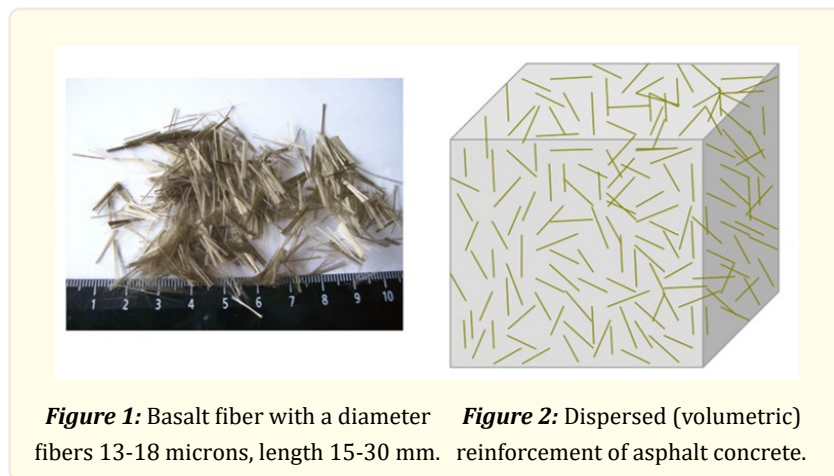 1 2 3 4 5 6 7 8 9 10
Figure 1: Basalt fiber with a diameter
fibers 13-18 microns, length 15-30 mm.
Figure 2: Dispersed (volumetric)
reinforcement of asphalt concrete.